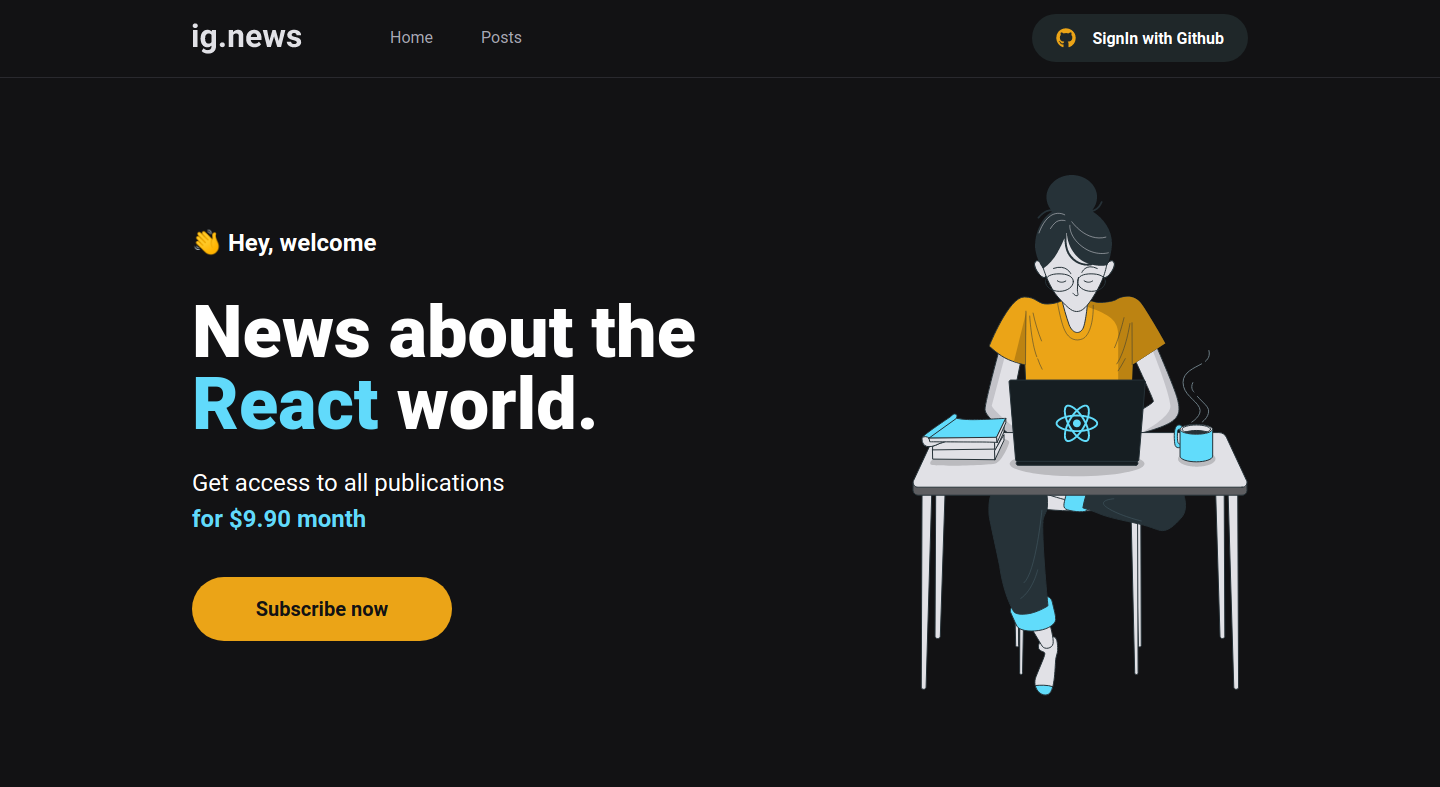 ig.news
Home
Posts
SignIn with Github
👋 Hey, welcome
News about the
React world.
Get access to all publications
for $9.90 month
Subscribe now